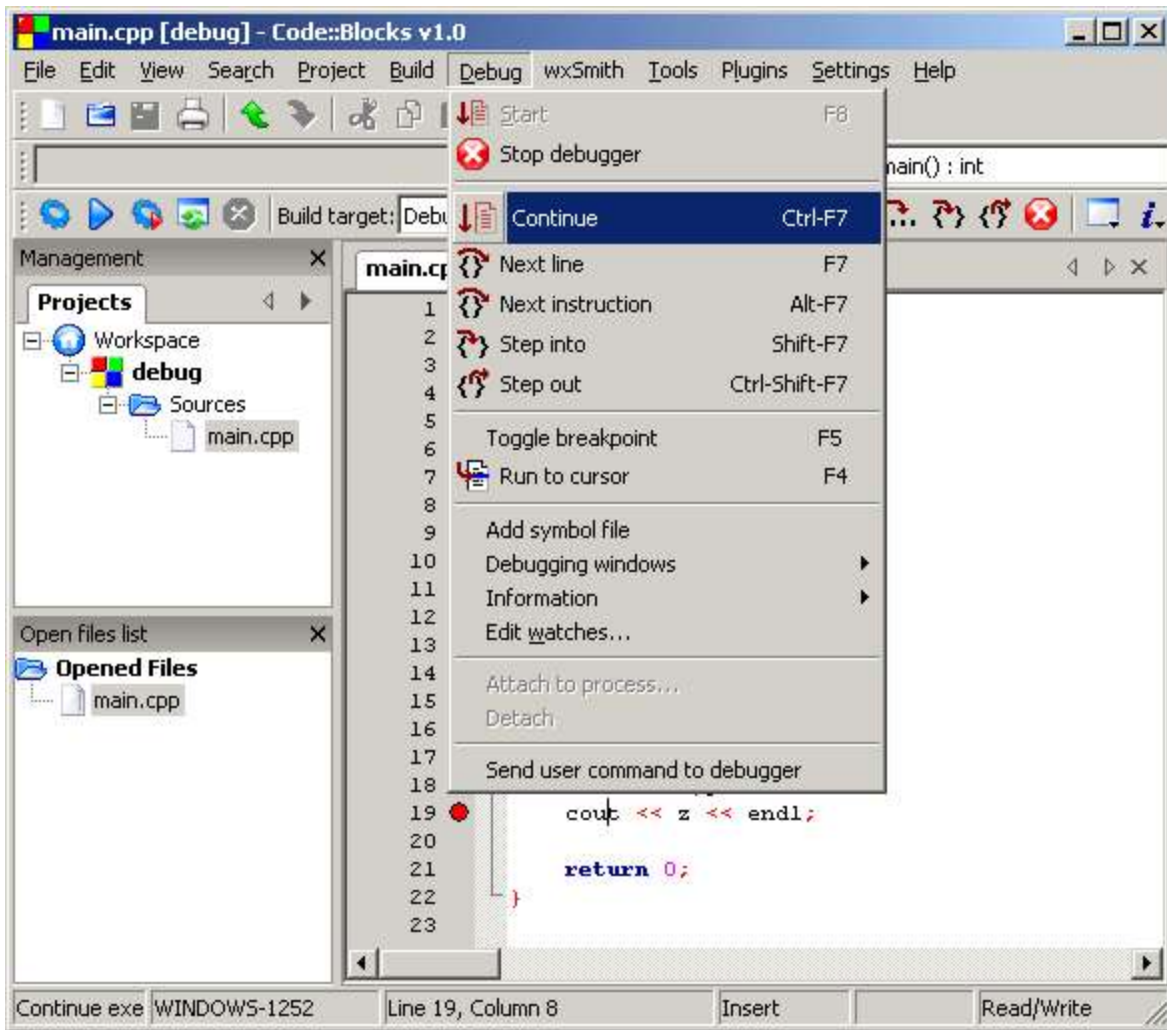 main.cpp [debug] - Code::Blocks v1.0
File Edit View Search Project Build Debug wxSmith Tools Plugins Settings Help
Start F8
Stop debugger
main() : int
Build target: Debu
Continue Ctrl-F7
Management
main.cp
Next line F7
Projects
Next instruction Alt-F7
Workspace
Step into Shift-F7
debug
Step out Ctrl-Shift-F7
Sources
main.cpp
Toggle breakpoint F5
Run to cursor F4
Add symbol file
Debugging windows
Information
Edit watches...
Open files list
Opened Files
main.cpp
Attach to process...
Detach
Send user command to debugger
1
2
3
4
5
6
7
8
9
10
11
12
13
14
15
16
17
18
19 cout << z << endl;
20
21 return 0;
22 }
23
Continue exe WINDOWS-1252 Line 19, Column 8 Insert Read/Write